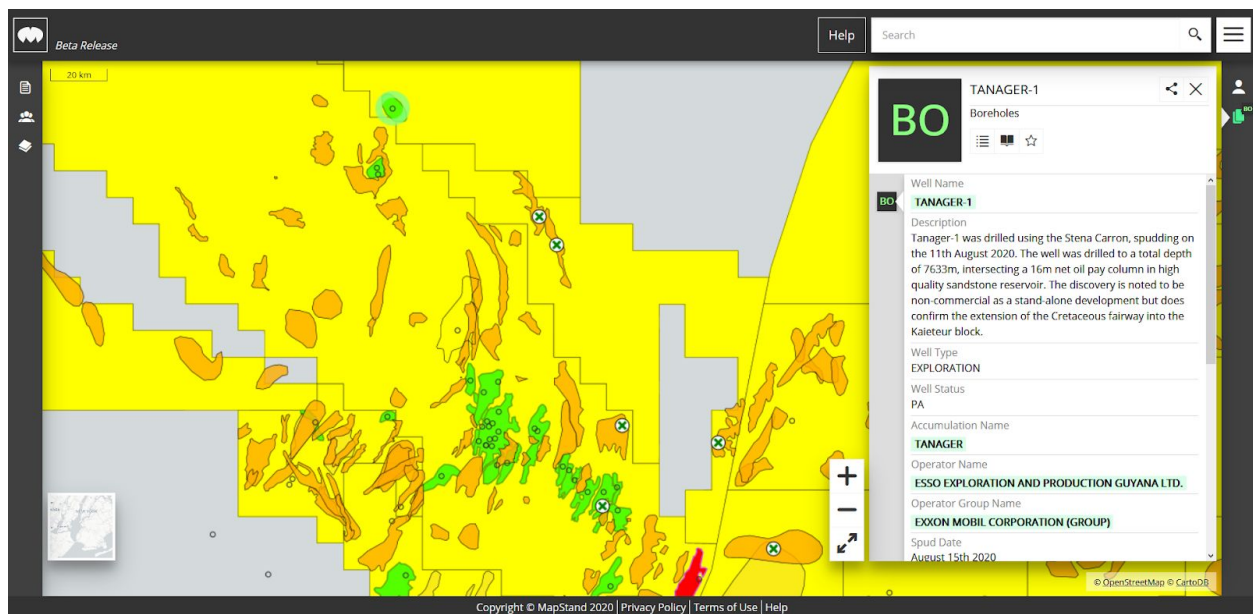 Beta Release
Help
Search
20 km
BO
TANAGER-1
Boreholes
BO
BO
Well Name
TANAGER-1
Description
Tanager-1 was drilled using the Stena Carron, spudding on
the 11th August 2020. The well was drilled to a total depth
of 7633m, intersecting a 16m net oil pay column in high
quality sandstone reservoir. The discovery is noted to be
non-commercial as a stand-alone development but does
confirm the extension of the Cretaceous fairway into the
Kaieteur block.
Well Type
EXPLORATION
Well Status
PA
Accumulation Name
TANAGER
Operator Name
ESSO EXPLORATION AND PRODUCTION GUYANA LTD.
Operator Group Name
EXXON MOBIL CORPORATION (GROUP)
Spud Date
August 15th 2020
© OpenStreetMap © CartoDB
Copyright © MapStand 2020 | Privacy Policy | Terms of Use | Help